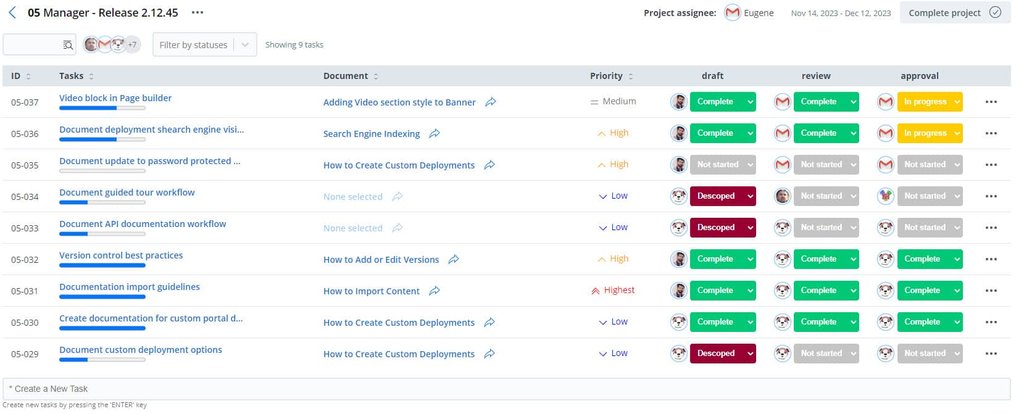 05 Manager - Release 2.12.45 ••• Project assignee: Eugene Nov 14, 2023 - Dec 12, 2023 Complete project
+7 Filter by statuses Showing 9 tasks
ID Tasks Document Priority draft review approval
05-037 Video block in Page builder Adding Video section style to Banner Medium Complete Complete In progress •••
05-036 Document deployment shearch engine visi... Search Engine Indexing High Complete Complete In progress •••
05-035 Document update to password protected ... How to Create Custom Deployments High Not started Not started Not started •••
05-034 Document guided tour workflow None selected Low Descoped Not started Not started •••
05-033 Document API documentation workflow None selected Low Descoped Not started Not started •••
05-032 Version control best practices How to Add or Edit Versions High Complete Complete Complete •••
05-031 Documentation import guidelines How to Import Content Highest Complete Complete Complete •••
05-030 Create documentation for custom portal d... How to Create Custom Deployments Low Complete Complete Complete •••
05-029 Document custom deployment options How to Create Custom Deployments Low Descoped Not started Not started •••
* Create a New Task
Create new tasks by pressing the 'ENTER' key